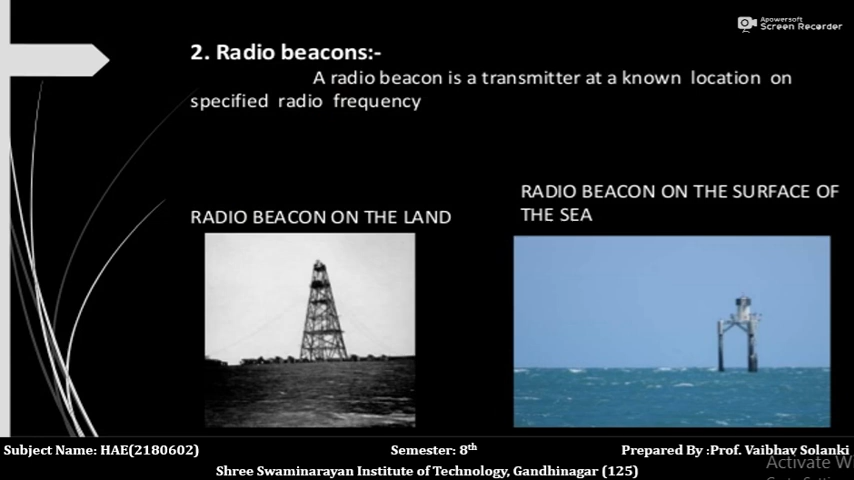 Apowersoft
Screen Recorder
2. Radio beacons:-
A radio beacon is a transmitter at a known location on
specified radio frequency
RADIO BEACON ON THE SURFACE OF
THE SEA
RADIO BEACON ON THE LAND
Subject Name: HAE(2180602) Semester: 8th Prepared By :Prof. Vaibhav Solanki
Activate W
Shree Swaminarayan Institute of Technology, Gandhinagar (125)